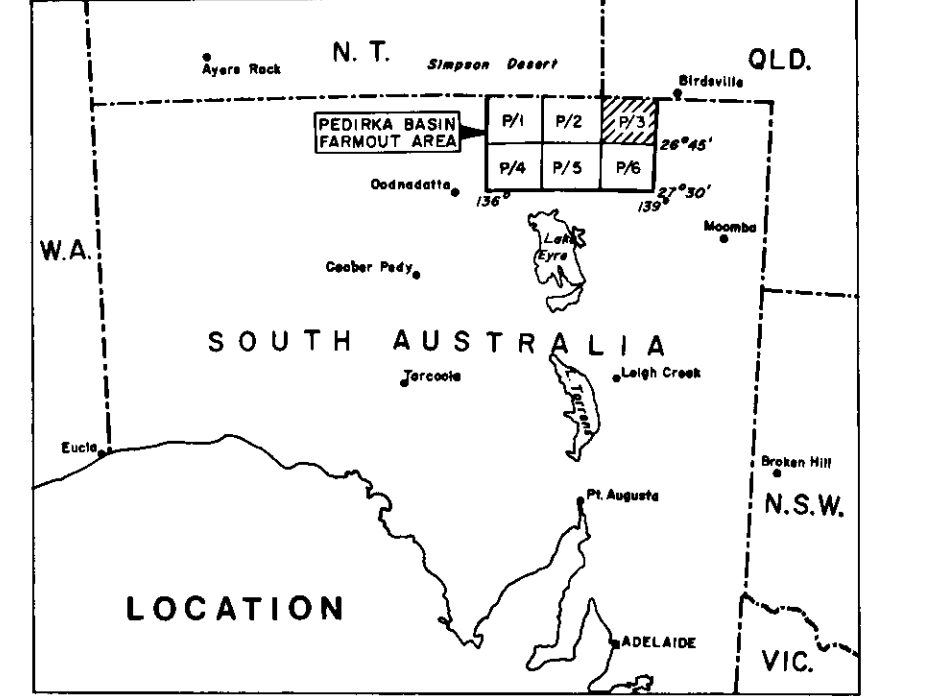 N. T.
QLD.
Ayers Rock
Simpson Desert
Birdsville
PEDIRKA BASIN
FARMOUT AREA
P/1
P/2
P/3
26°45'
P/4
P/5
P/6
27°30'
Oodnadatta
136°
139°
Moomba
W.A.
Lake
Eyre
Coober Pedy
SOUTH AUSTRALIA
Tarcoola
L. Torrens
Leigh Creek
Eucla
Broken Hill
Pt. Augusta
N.S.W.
LOCATION
ADELAIDE
VIC.